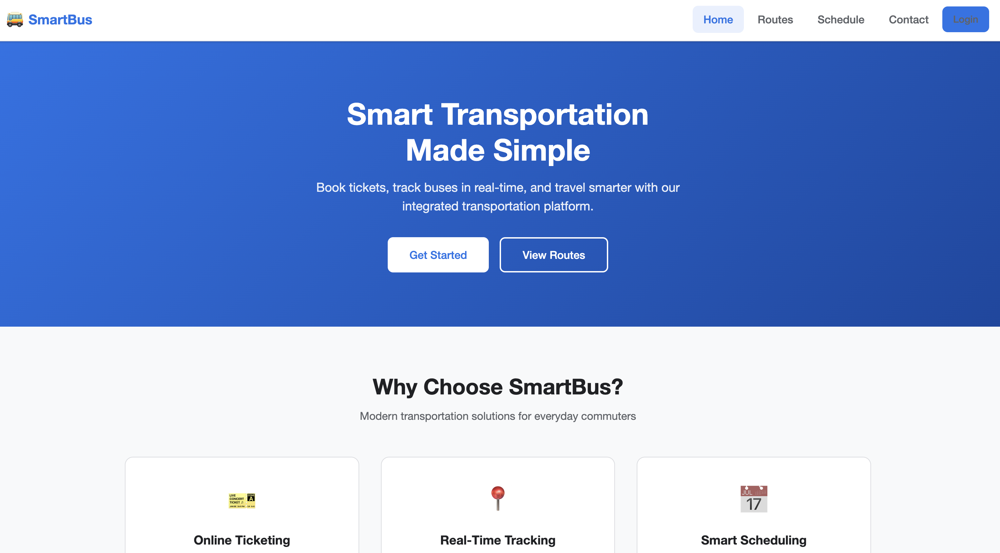 SmartBus
Home
Routes
Schedule
Contact
Login
Smart Transportation
Made Simple
Book tickets, track buses in real-time, and travel smarter with our
integrated transportation platform.
Get Started
View Routes
Why Choose SmartBus?
Modern transportation solutions for everyday commuters
LIVE
CONCERT
TICKET ♫
ZONE
A
JUL
17
Online Ticketing
Real-Time Tracking
Smart Scheduling